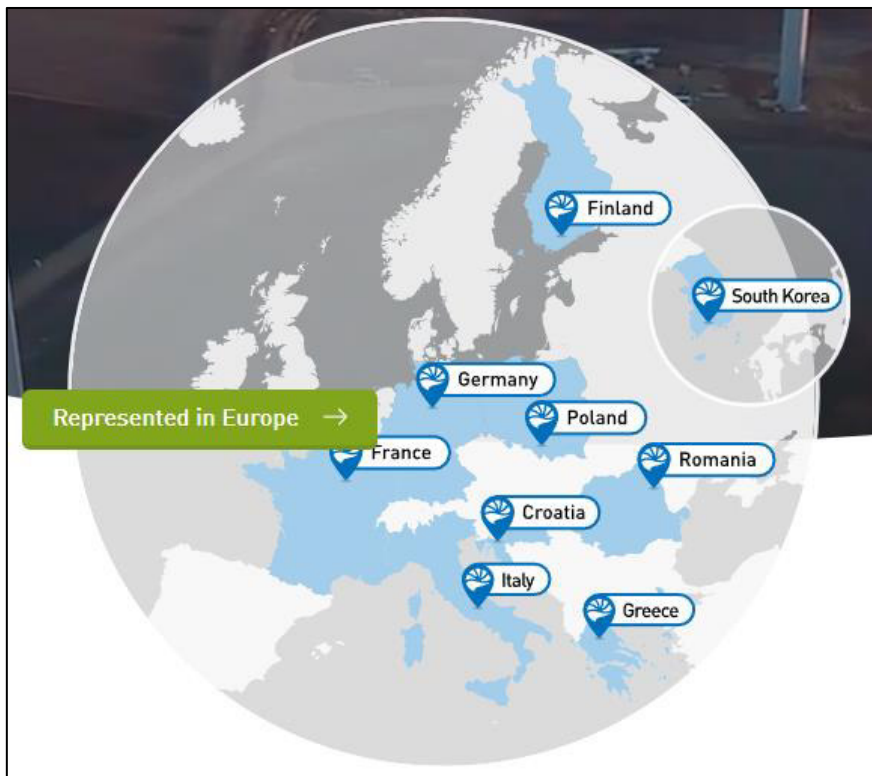 Finland
South Korea
Germany
Represented in Europe →
Poland
France
Romania
Croatia
Italy
Greece